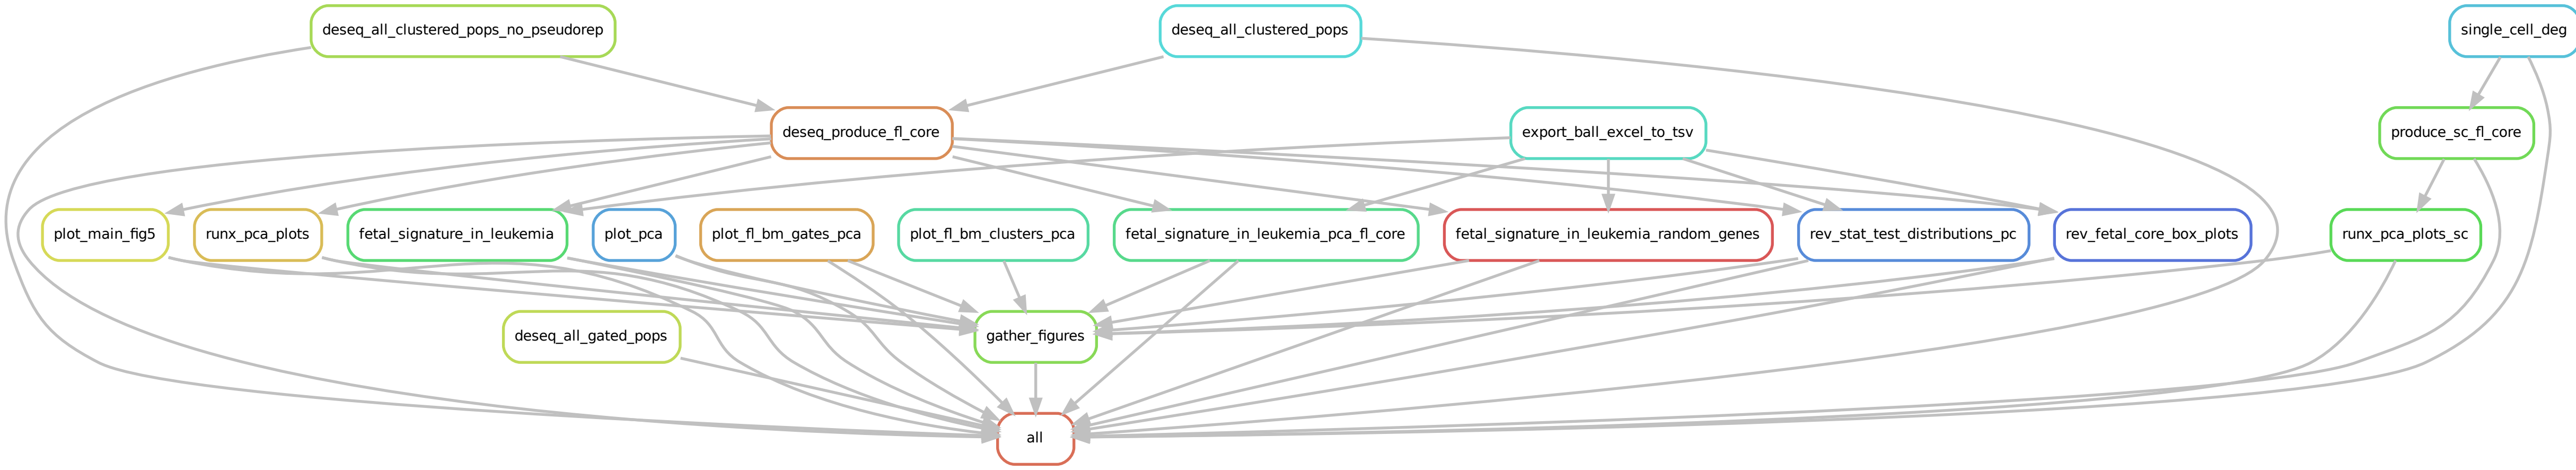 deseq_all_clustered_pops_no_pseudorep
deseq_all_clustered_pops
single_cell_deg
deseq_produce_fl_core
export_ball_excel_to_tsv
produce_sc_fl_core
plot_main_fig5
runx_pca_plots
fetal_signature_in_leukemia
plot_pca
plot_fl_bm_gates_pca
plot_fl_bm_clusters_pca
fetal_signature_in_leukemia_pca_fl_core
fetal_signature_in_leukemia_random_genes
rev_stat_test_distributions_pc
rev_fetal_core_box_plots
runx_pca_plots_sc
deseq_all_gated_pops
gather_figures
all